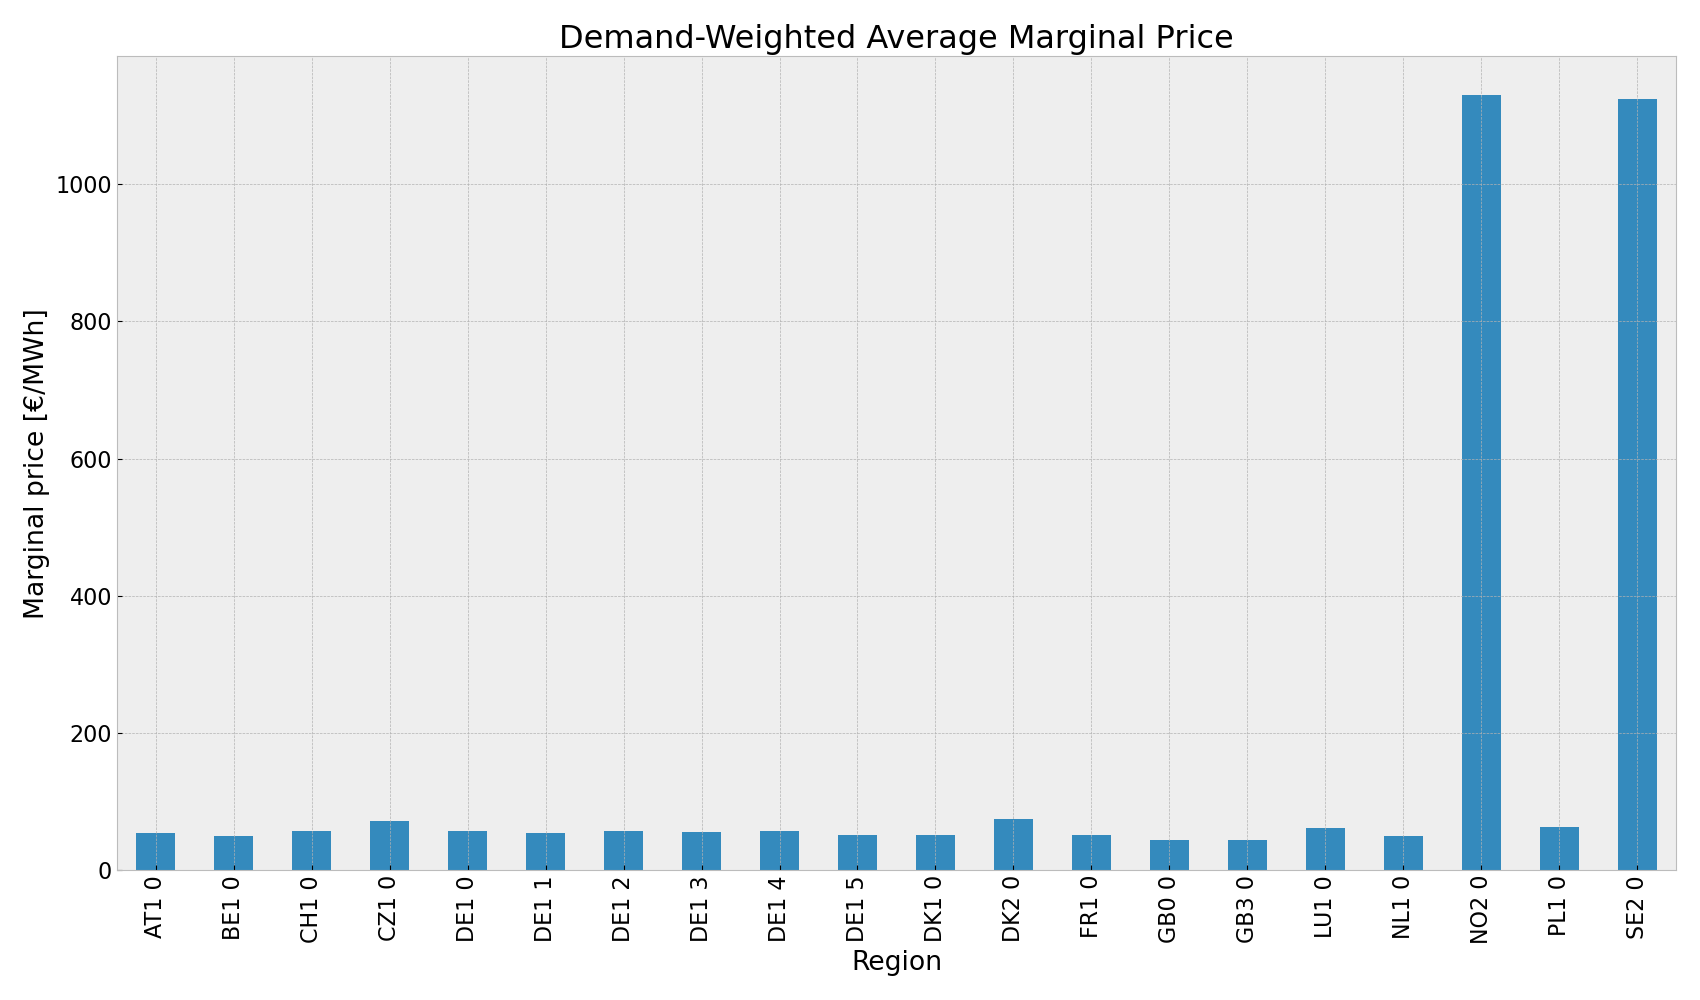 Demand-Weighted Average Marginal Price
Marginal price [€/MWh]
1000
800
600
400
200
0
AT1 0
BE1 0
CH1 0
CZ1 0
DE1 0
DE1 1
DE1 2
DE1 3
DE1 4
DE1 5
DK1 0
DK2 0
FR1 0
GB0 0
GB3 0
LU1 0
NL1 0
NO2 0
PL1 0
SE2 0
Region